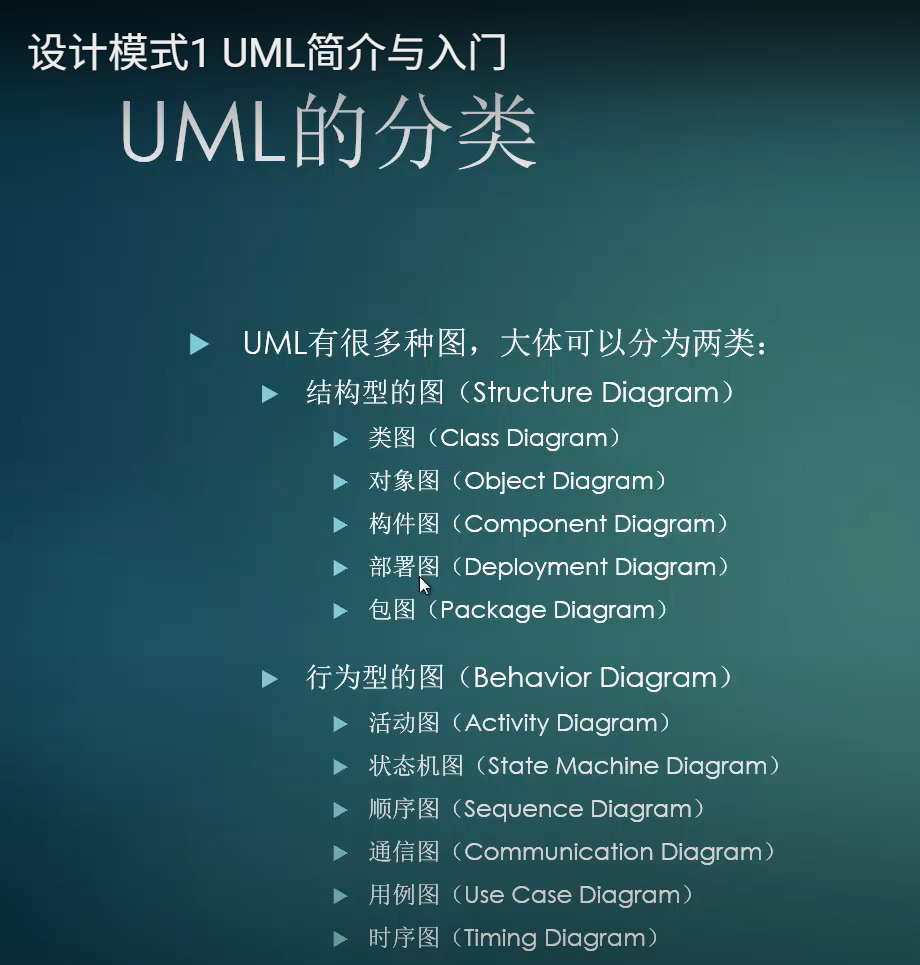 设计模式1 UML简介与入门
UML的分类
UML有很多种图，大体可以分为两类：
结构型的图（Structure Diagram）
类图（Class Diagram）
对象图（Object Diagram）
构件图（Component Diagram）
部署图（Deployment Diagram）
包图（Package Diagram）
行为型的图（Behavior Diagram）
活动图（Activity Diagram）
状态机图（State Machine Diagram）
顺序图（Sequence Diagram）
通信图（Communication Diagram）
用例图（Use Case Diagram）
时序图（Timing Diagram）